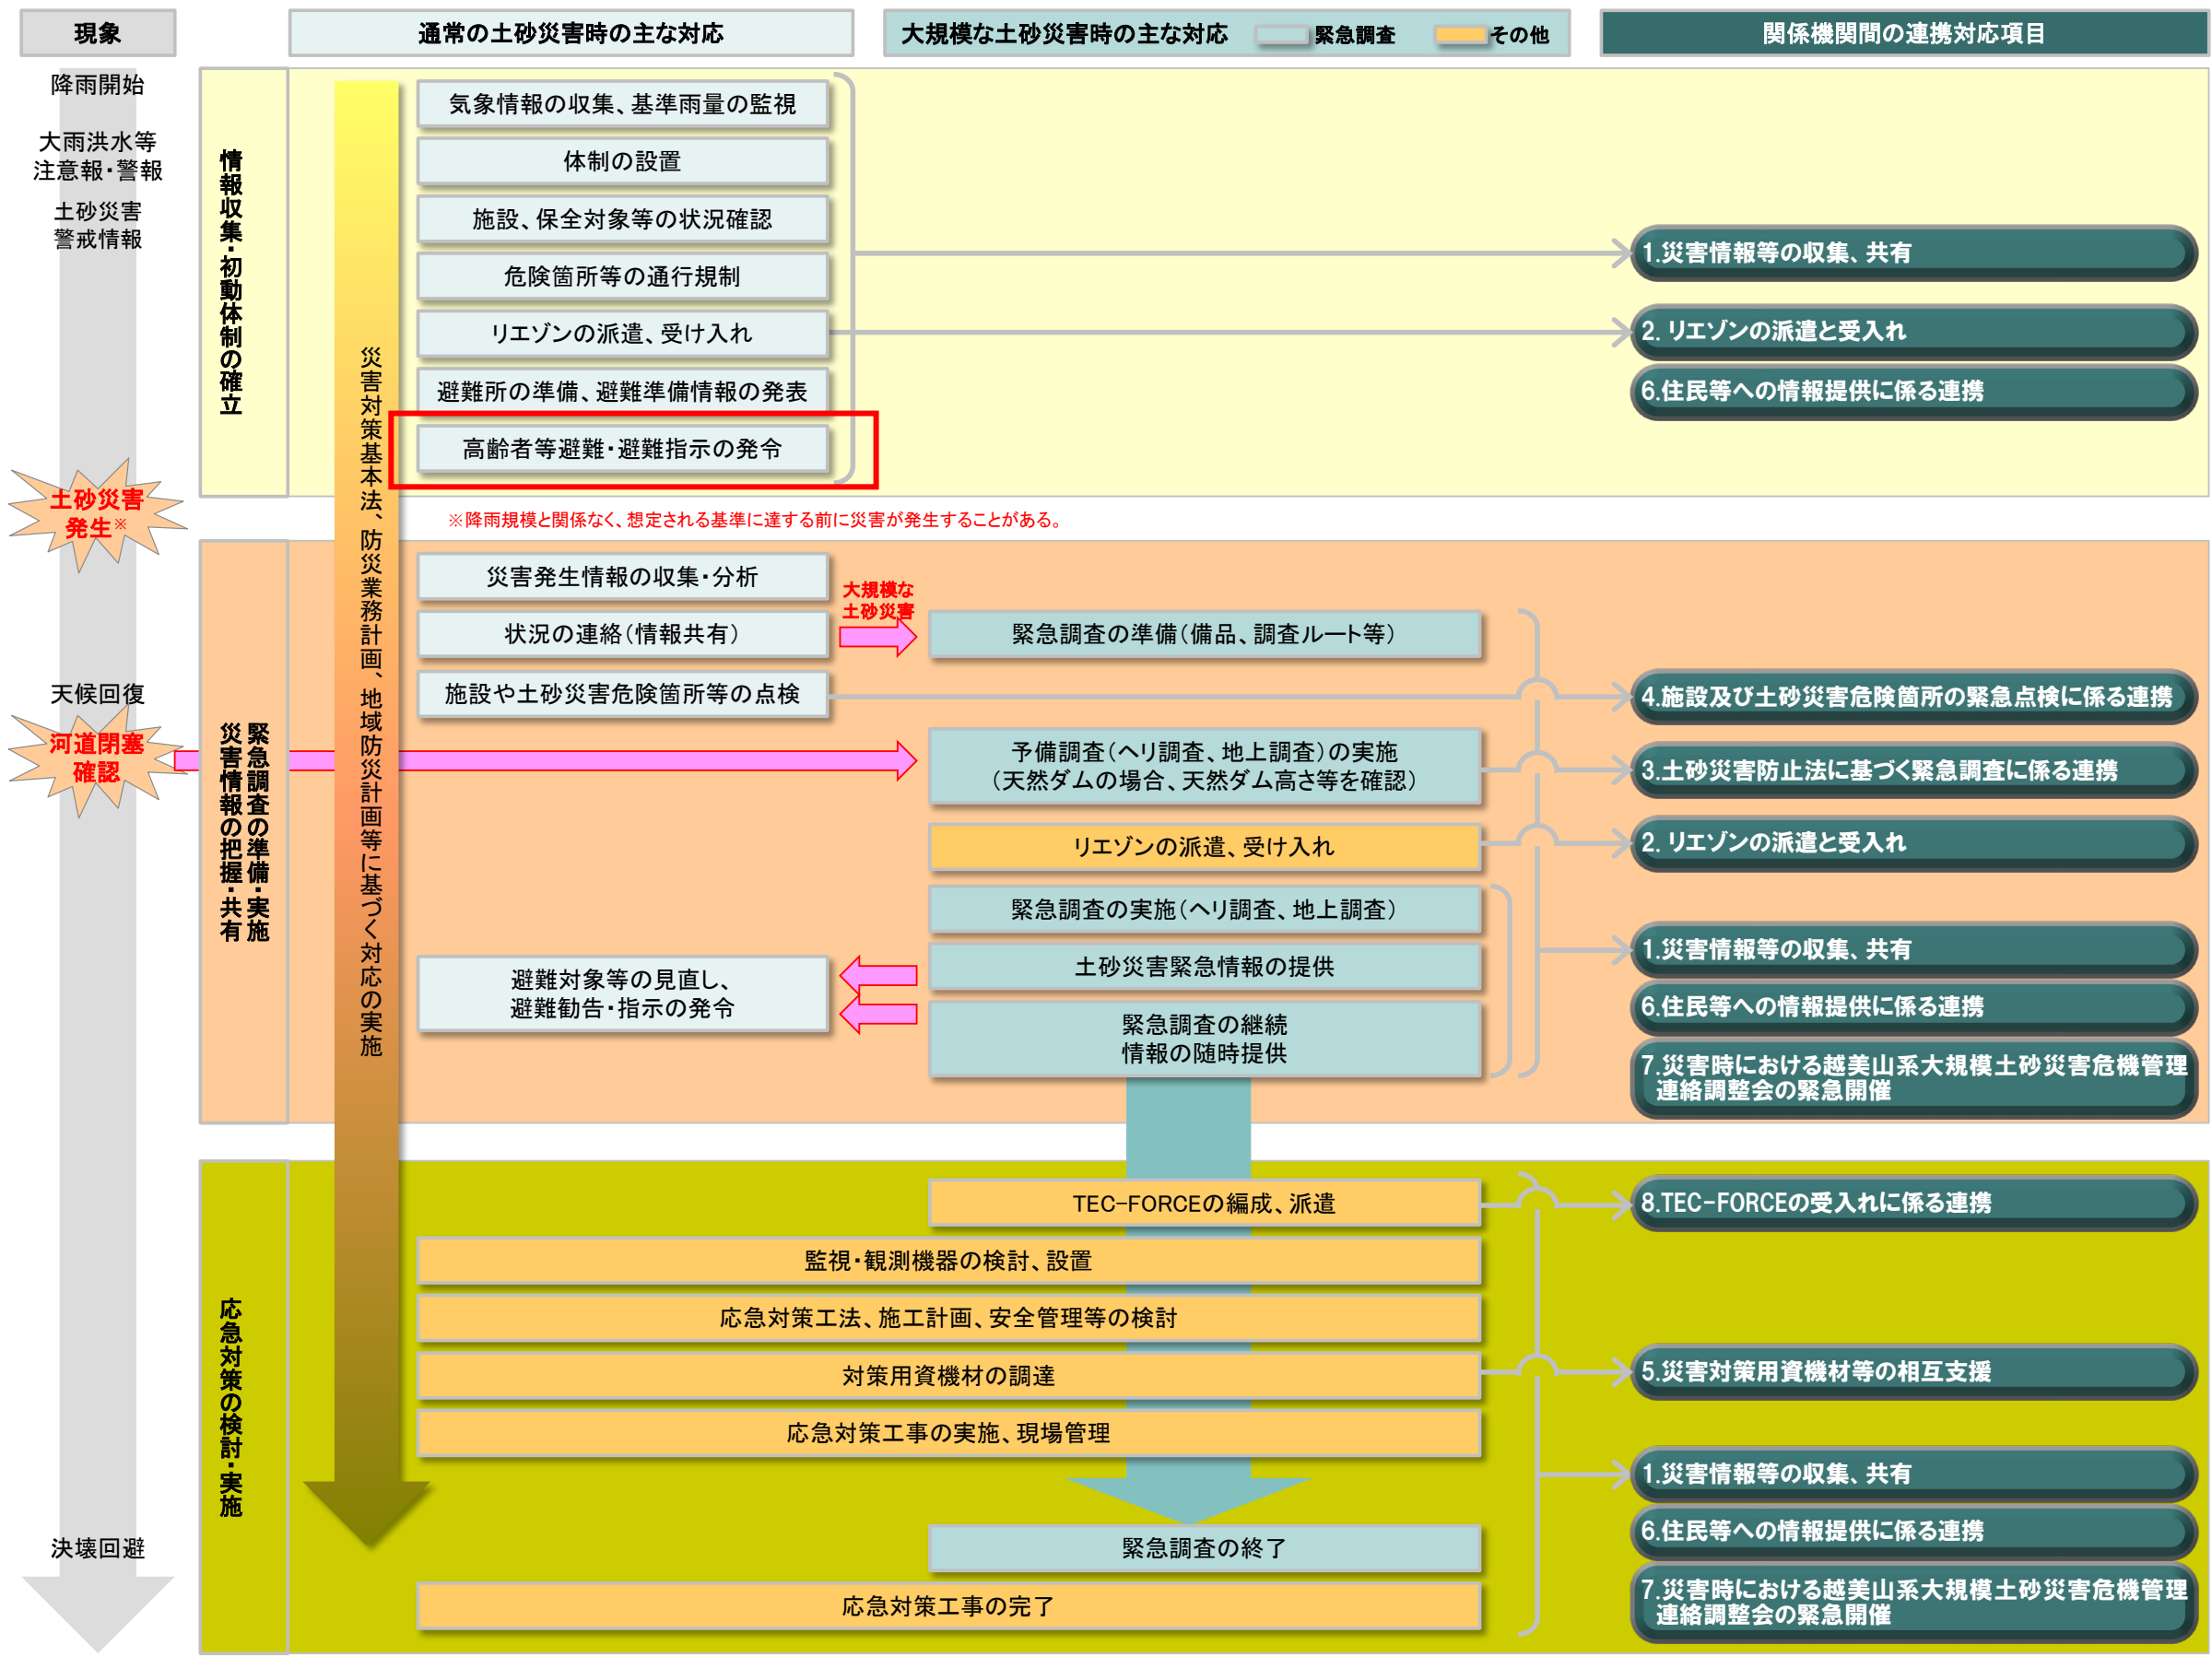 現象
通常の土砂災害時の主な対応
大規模な土砂災害時の主な対応
緊急調査
その他
関係機関間の連携対応項目
降雨開始
大雨洪水等
注意報・警報
土砂災害
警戒情報
土砂災害
発生※
天候回復
河道閉塞
確認
決壊回避
災害対策基本法、防災業務計画、地域防災計画等に基づく対応の実施
情報収集・初動体制の確立
気象情報の収集、基準雨量の監視
体制の設置
施設、保全対象等の状況確認
危険箇所等の通行規制
リエゾンの派遣、受け入れ
避難所の準備、避難準備情報の発表
高齢者等避難・避難指示の発令
1.災害情報等の収集、共有
2. リエゾンの派遣と受入れ
6.住民等への情報提供に係る連携
※降雨規模と関係なく、想定される基準に達する前に災害が発生することがある。
緊急調査の準備・実施
災害情報の把握・共有
災害発生情報の収集・分析
状況の連絡（情報共有）
施設や土砂災害危険箇所等の点検
大規模な
土砂災害
緊急調査の準備（備品、調査ルート等）
予備調査（ヘリ調査、地上調査）の実施
（天然ダムの場合、天然ダム高さ等を確認）
リエゾンの派遣、受け入れ
緊急調査の実施（ヘリ調査、地上調査）
土砂災害緊急情報の提供
緊急調査の継続
情報の随時提供
避難対象等の見直し、
避難勧告・指示の発令
4.施設及び土砂災害危険箇所の緊急点検に係る連携
3.土砂災害防止法に基づく緊急調査に係る連携
2. リエゾンの派遣と受入れ
1.災害情報等の収集、共有
6.住民等への情報提供に係る連携
7.災害時における越美山系大規模土砂災害危機管理
連絡調整会の緊急開催
応急対策の検討・実施
TEC-FORCEの編成、派遣
監視・観測機器の検討、設置
応急対策工法、施工計画、安全管理等の検討
対策用資機材の調達
応急対策工事の実施、現場管理
緊急調査の終了
応急対策工事の完了
8.TEC-FORCEの受入れに係る連携
5.災害対策用資機材等の相互支援
1.災害情報等の収集、共有
6.住民等への情報提供に係る連携
7.災害時における越美山系大規模土砂災害危機管理
連絡調整会の緊急開催